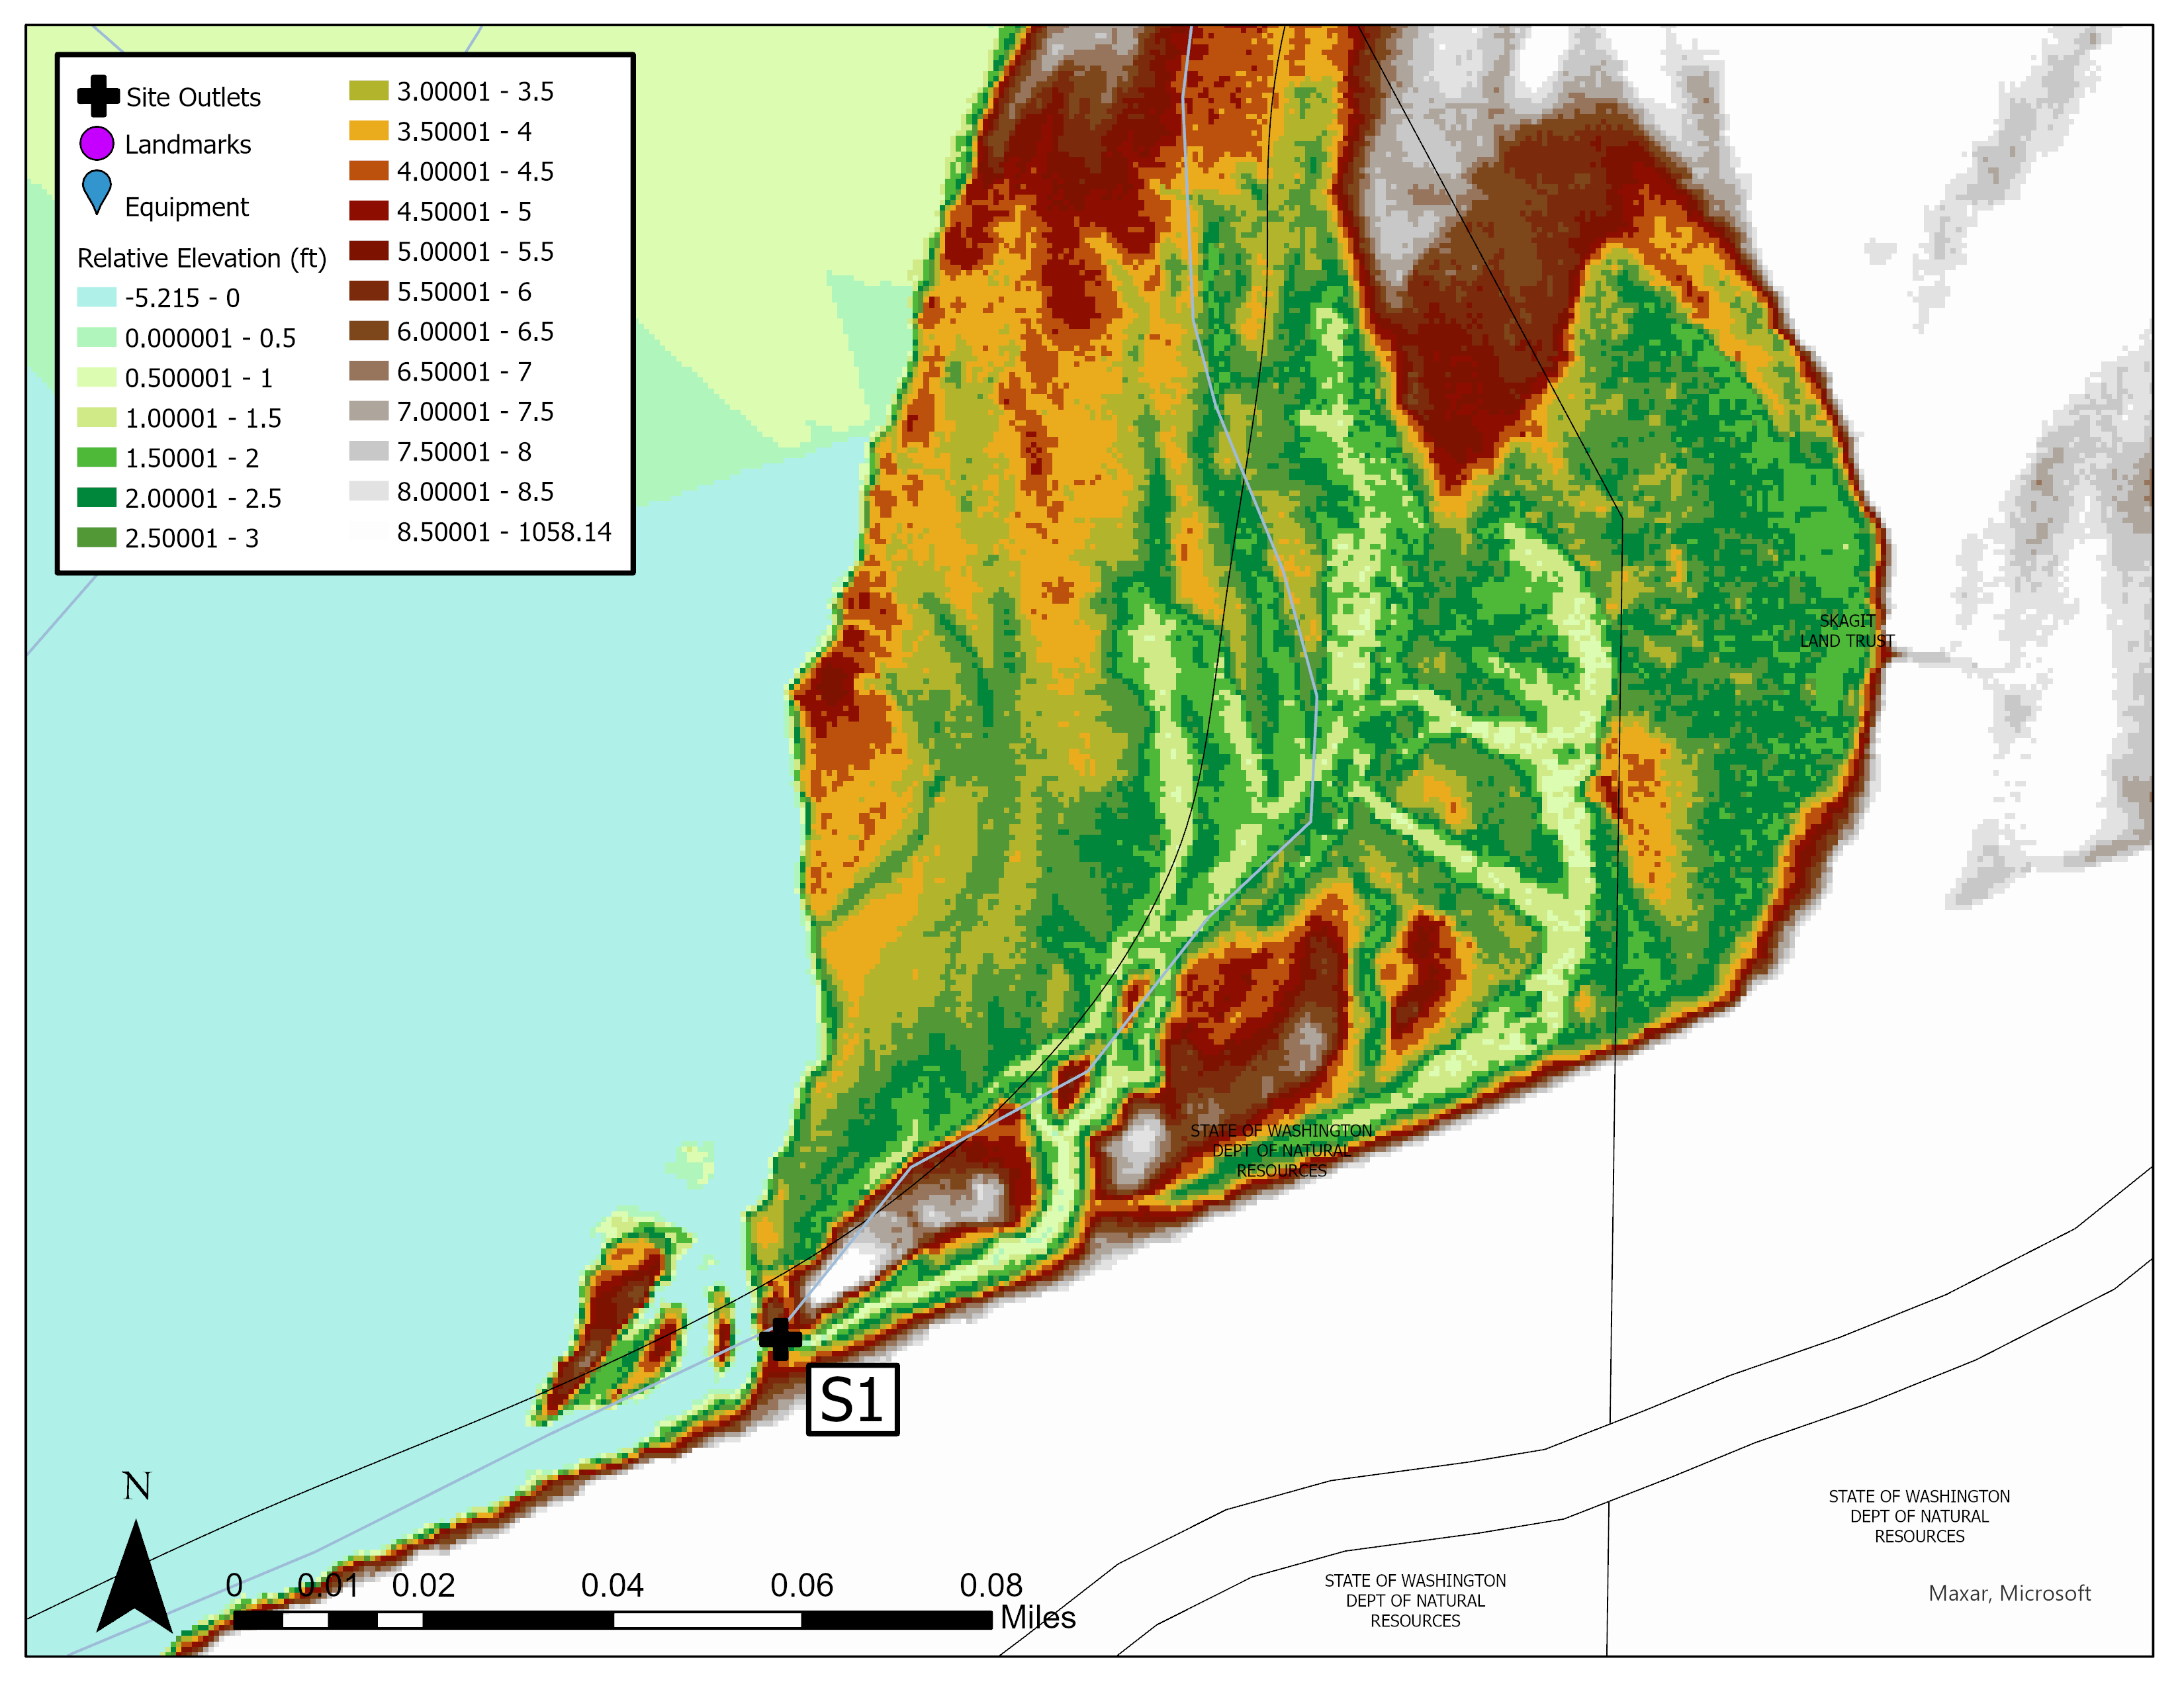 Site Outlets
Landmarks
Equipment
Relative Elevation (ft)
-5.215 - 0
0.000001 - 0.5
0.500001 - 1
1.00001 - 1.5
1.50001 - 2
2.00001 - 2.5
2.50001 - 3
3.00001 - 3.5
3.50001 - 4
4.00001 - 4.5
4.50001 - 5
5.00001 - 5.5
5.50001 - 6
6.00001 - 6.5
6.50001 - 7
7.00001 - 7.5
7.50001 - 8
8.00001 - 8.5
8.50001 - 1058.14
SKAGIT
LAND TRUST
STATE OF WASHINGTON
DEPT OF NATURAL
RESOURCES
S1
N
0 0.01 0.02 0.04 0.06 0.08
Miles
STATE OF WASHINGTON
DEPT OF NATURAL
RESOURCES
STATE OF WASHINGTON
DEPT OF NATURAL
RESOURCES
Maxar, Microsoft